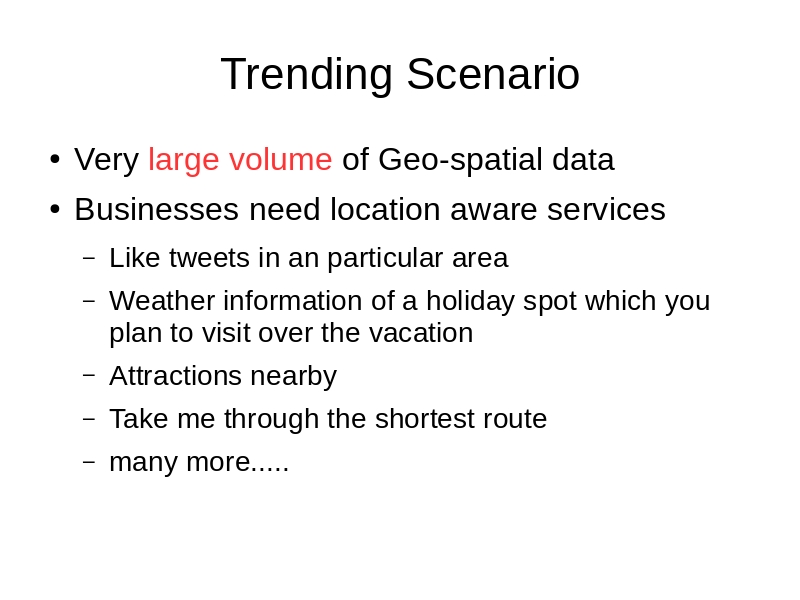 Trending Scenario
• Very large volume of Geo-spatial data
• Businesses need location aware services
– Like tweets in an particular area
– Weather information of a holiday spot which you
plan to visit over the vacation
– Attractions nearby
– Take me through the shortest route
– many more.....